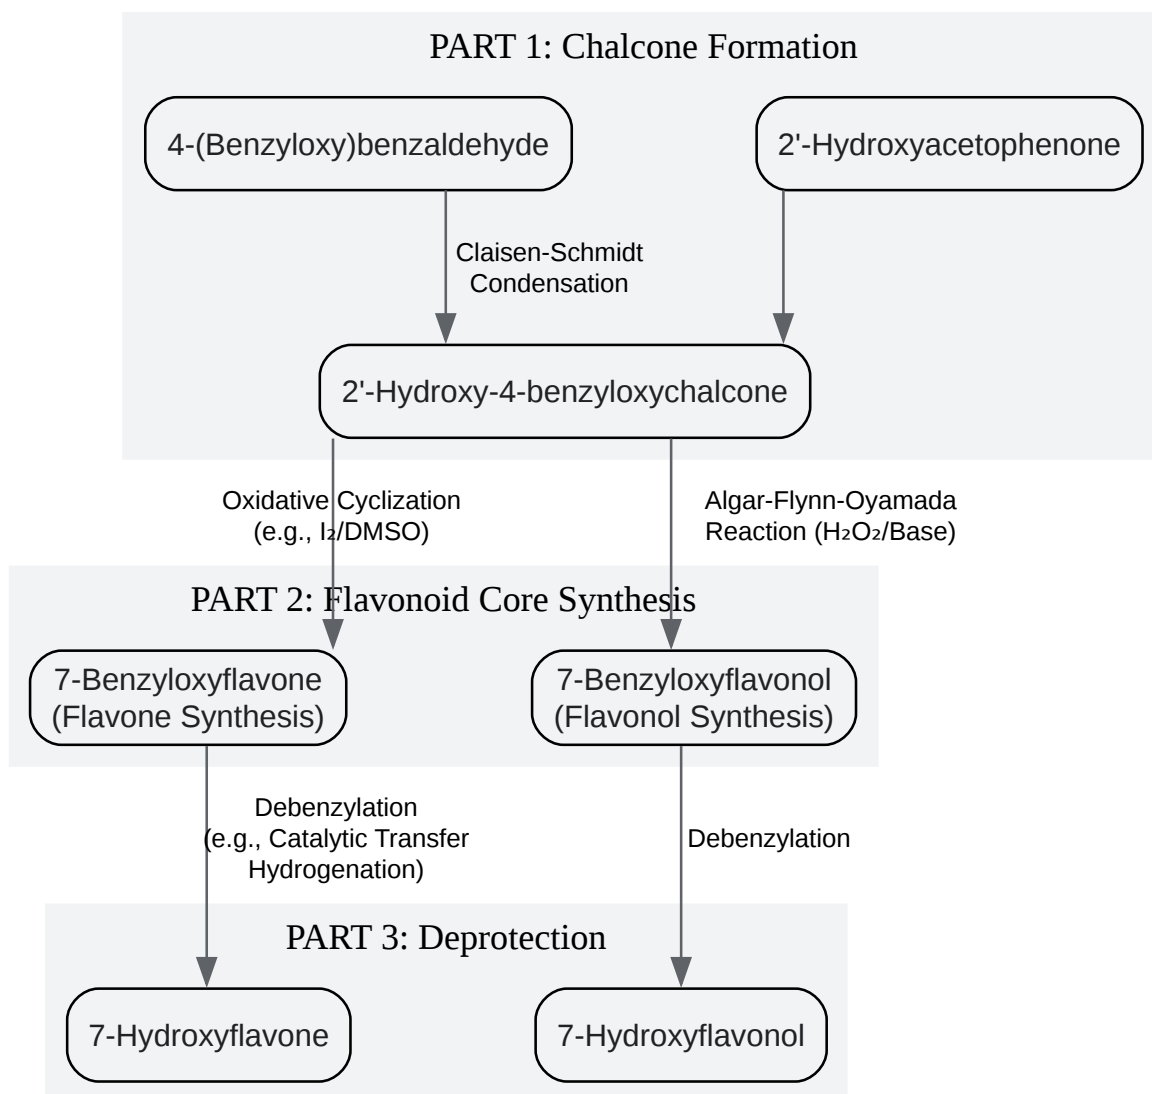 PART 1: Chalcone Formation
4-(Benzyloxy)benzaldehyde
2'-Hydroxyacetophenone
Claisen-Schmidt
Condensation
2'-Hydroxy-4-benzyloxychalcone
Oxidative Cyclization
(e.g., I₂/DMSO)
Algar-Flynn-Oyamada
Reaction (H₂O₂/Base)
PART 2: Flavonoid Core Synthesis
7-Benzyloxyflavone
(Flavone Synthesis)
7-Benzyloxyflavonol
(Flavonol Synthesis)
Debenzylation
(e.g., Catalytic Transfer
Hydrogenation)
Debenzylation
PART 3: Deprotection
7-Hydroxyflavone
7-Hydroxyflavonol